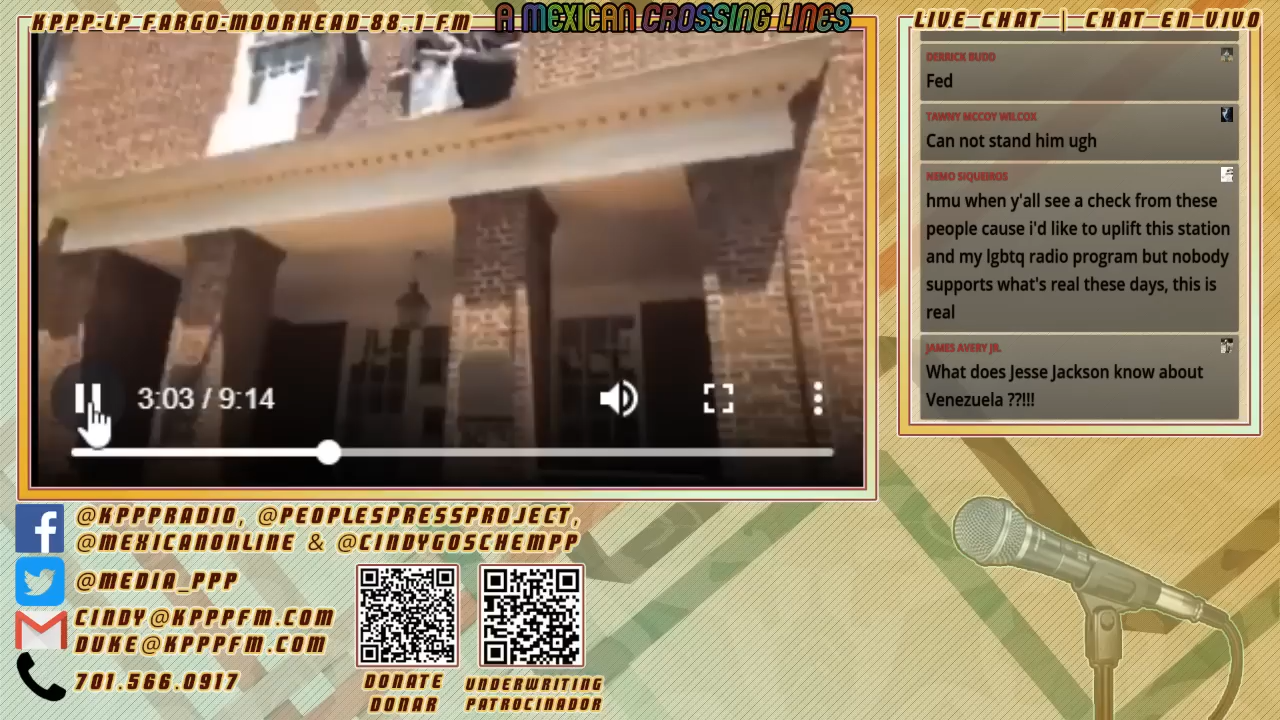 KPPP-LP FARGO-MOORHEAD 88.1 FM
A MEXICAN CROSSING LINES
LIVE CHAT | CHAT EN VIVO
DERRICK BUDD
Fed
TAWNY MCCOY WILCOX
Can not stand him ugh
NEMO SIQUEIROS
hmu when y'all see a check from these
people cause i'd like to uplift this station
and my lgbtq radio program but nobody
supports what's real these days, this is
real
JAMES AVERY JR.
What does Jesse Jackson know about
Venezuela ??!!!
3:03 / 9:14
@KPPPRADIO, @PEOPLESPRESSPROJECT,
@MEXICANONLINE & @CINDYGOSCHEMPP
@MEDIA_PPP
CINDY@KPPPFM.COM
DUKE@KPPPFM.COM
701.566.0917
DONATE
DONAR
UNDERWRITING
PATROCINADOR